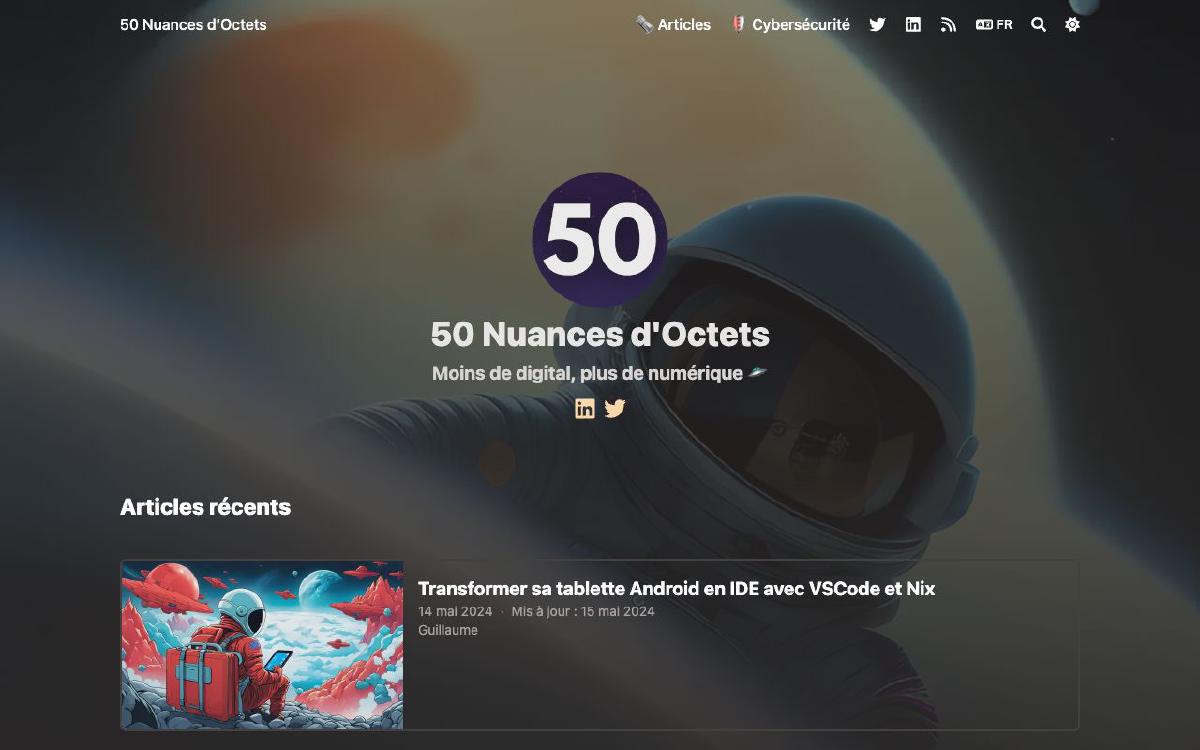 50 Nuances d'Octets
Articles
Cybersécurité
FR
50
50 Nuances d'Octets
Moins de digital, plus de numérique
Articles récents
Transformer sa tablette Android en IDE avec VSCode et Nix
14 mai 2024 · Mis à jour : 15 mai 2024
Guillaume